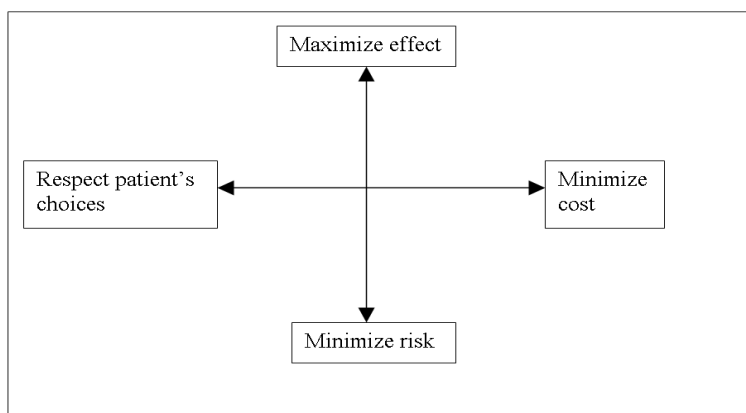 Maximize effect
Respect patient’s
choices
Minimize
cost
Minimize risk